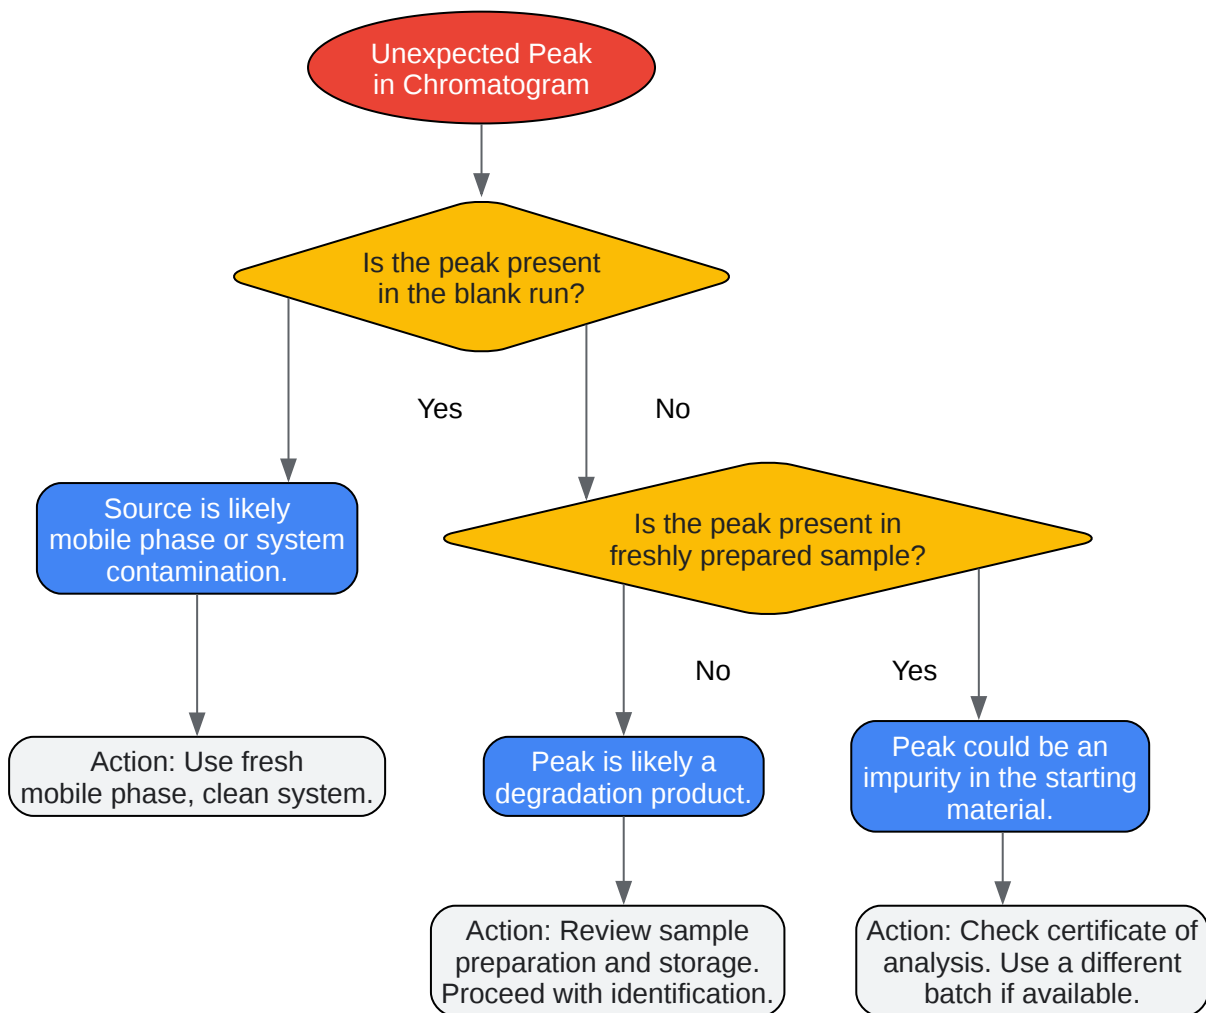 Unexpected Peak
in Chromatogram
Is the peak present
in the blank run?
Yes
No
Source is likely
mobile phase or system
contamination.
Is the peak present in
freshly prepared sample?
No
Yes
Action: Use fresh
mobile phase, clean system.
Peak is likely a
degradation product.
Peak could be an
impurity in the starting
material.
Action: Review sample
preparation and storage.
Proceed with identification.
Action: Check certificate of
analysis. Use a different
batch if available.